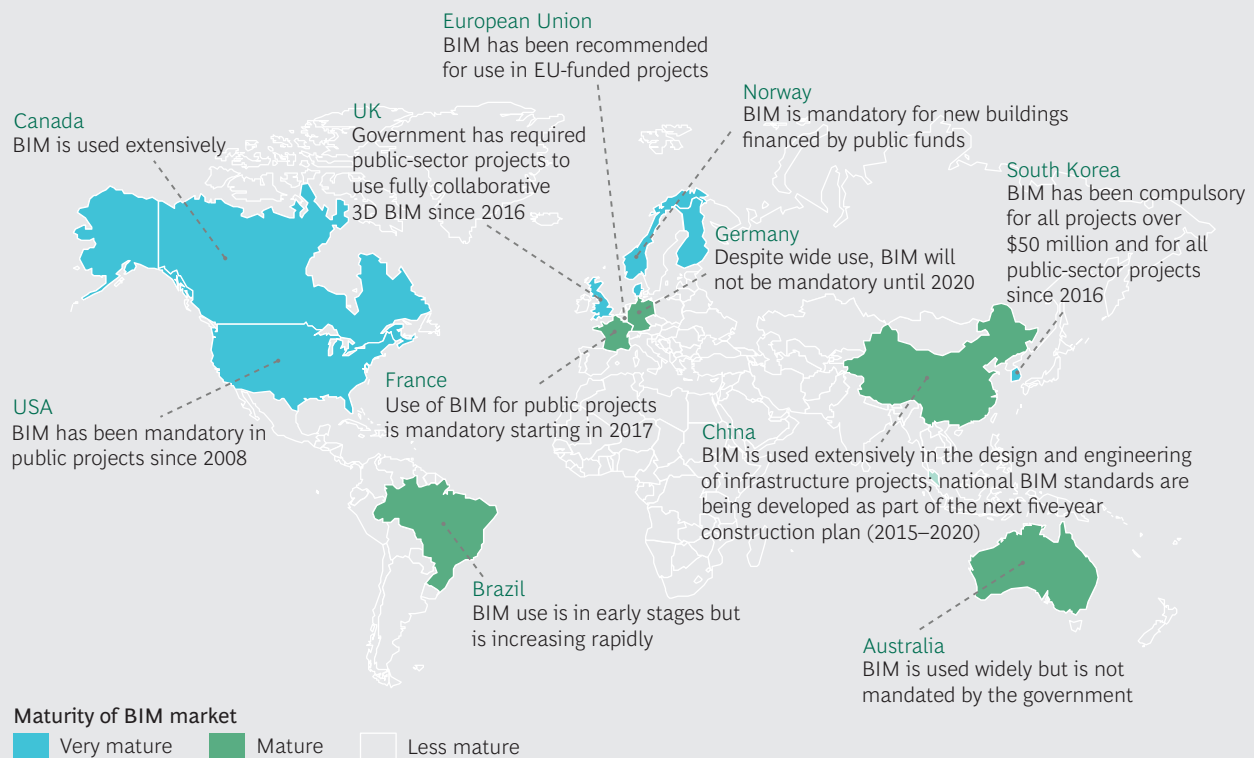 European Union
BIM has been recommended
for use in EU-funded projects
Canada
BIM is used extensively
UK
Government has required
public-sector projects to
use fully collaborative
3D BIM since 2016
Norway
BIM is mandatory for new buildings
financed by public funds
South Korea
BIM has been compulsory
for all projects over
$50 million and for all
public-sector projects
since 2016
Germany
Despite wide use, BIM will
not be mandatory until 2020
USA
BIM has been mandatory in
public projects since 2008
France
Use of BIM for public projects
is mandatory starting in 2017
China
BIM is used extensively in the design and engineering
of infrastructure projects; national BIM standards are
being developed as part of the next five-year
construction plan (2015–2020)
Brazil
BIM use is in early stages but
is increasing rapidly
Australia
BIM is used widely but is not
mandated by the government
Maturity of BIM market
Very mature
Mature
Less mature